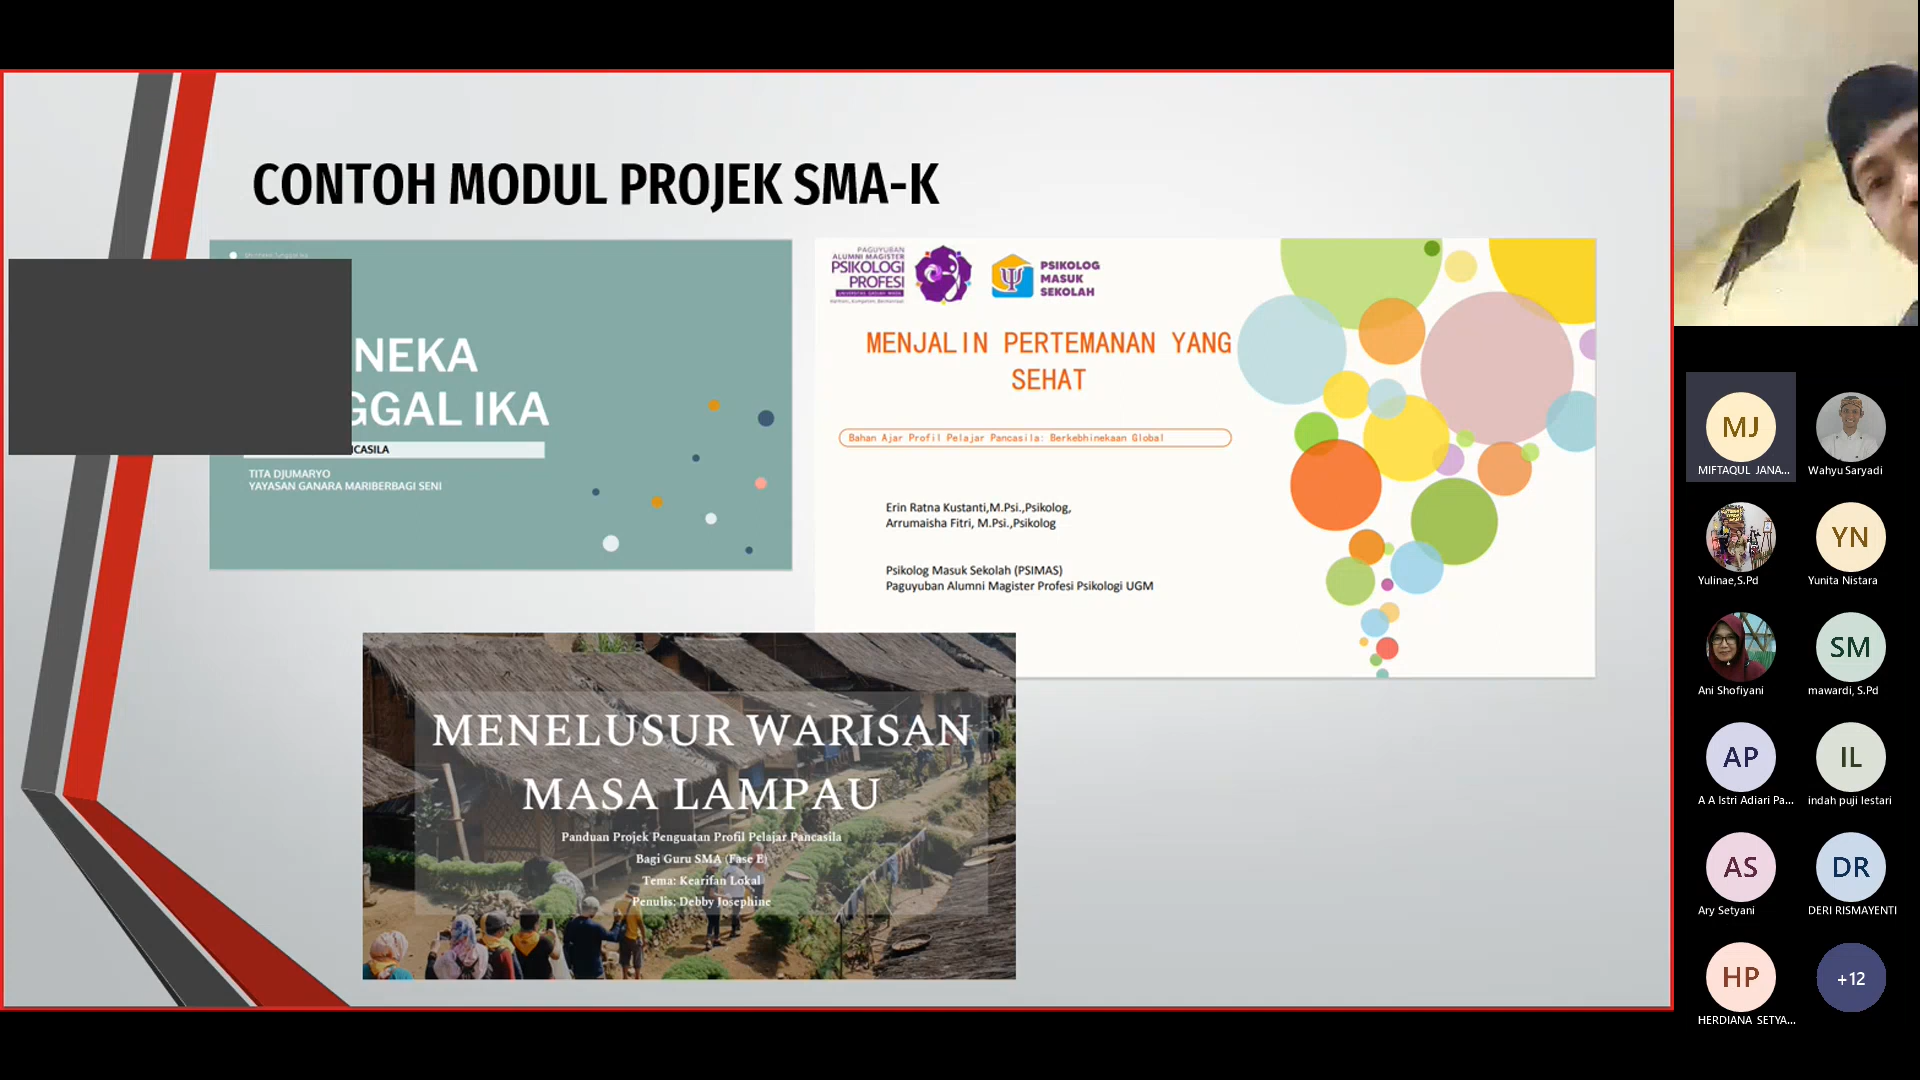 CONTOH MODUL PROJEK SMA-K
NEKA
GGAL IKA
NCASILA
TITA DJUMARYO
YAYASAN GANARA MARIBERBAGI SENI
PAGUYUBAN
ALUMNI MAGISTER
PSIKOLOGI
PROFESI
PSIKOLOG
MASUK
SEKOLAH
MENJALIN PERTEMANAN YANG
SEHAT
Bahan Ajar Profil Pelajar Pancasila: Berkebhinekaan Global
Erin Ratna Kustanti,M.Psi.,Psikolog,
Arrumaisha Fitri, M.Psi.,Psikolog
Psikolog Masuk Sekolah (PSIMAS)
Paguyuban Alumni Magister Profesi Psikologi UGM
MENELUSUR WARISAN
MASA LAMPAU
Panduan Projek Penguatan Profil Pelajar Pancasila
Bagi Guru SMA (Fase E)
Tema: Kearifan Lokal
Penulis: Debby Josephine
MJ
MIFTAQUL JANA...
Wahyu Saryadi
Yulinae,S.Pd
YN
Yunita Nistara
Ani Shofiyani
SM
mawardi, S.Pd
AP
A A Istri Adiari Pa...
IL
indah puji lestari
AS
Ary Setyani
DR
DERI RISMAYENTI
HP
HERDIANA SETYA...
+12